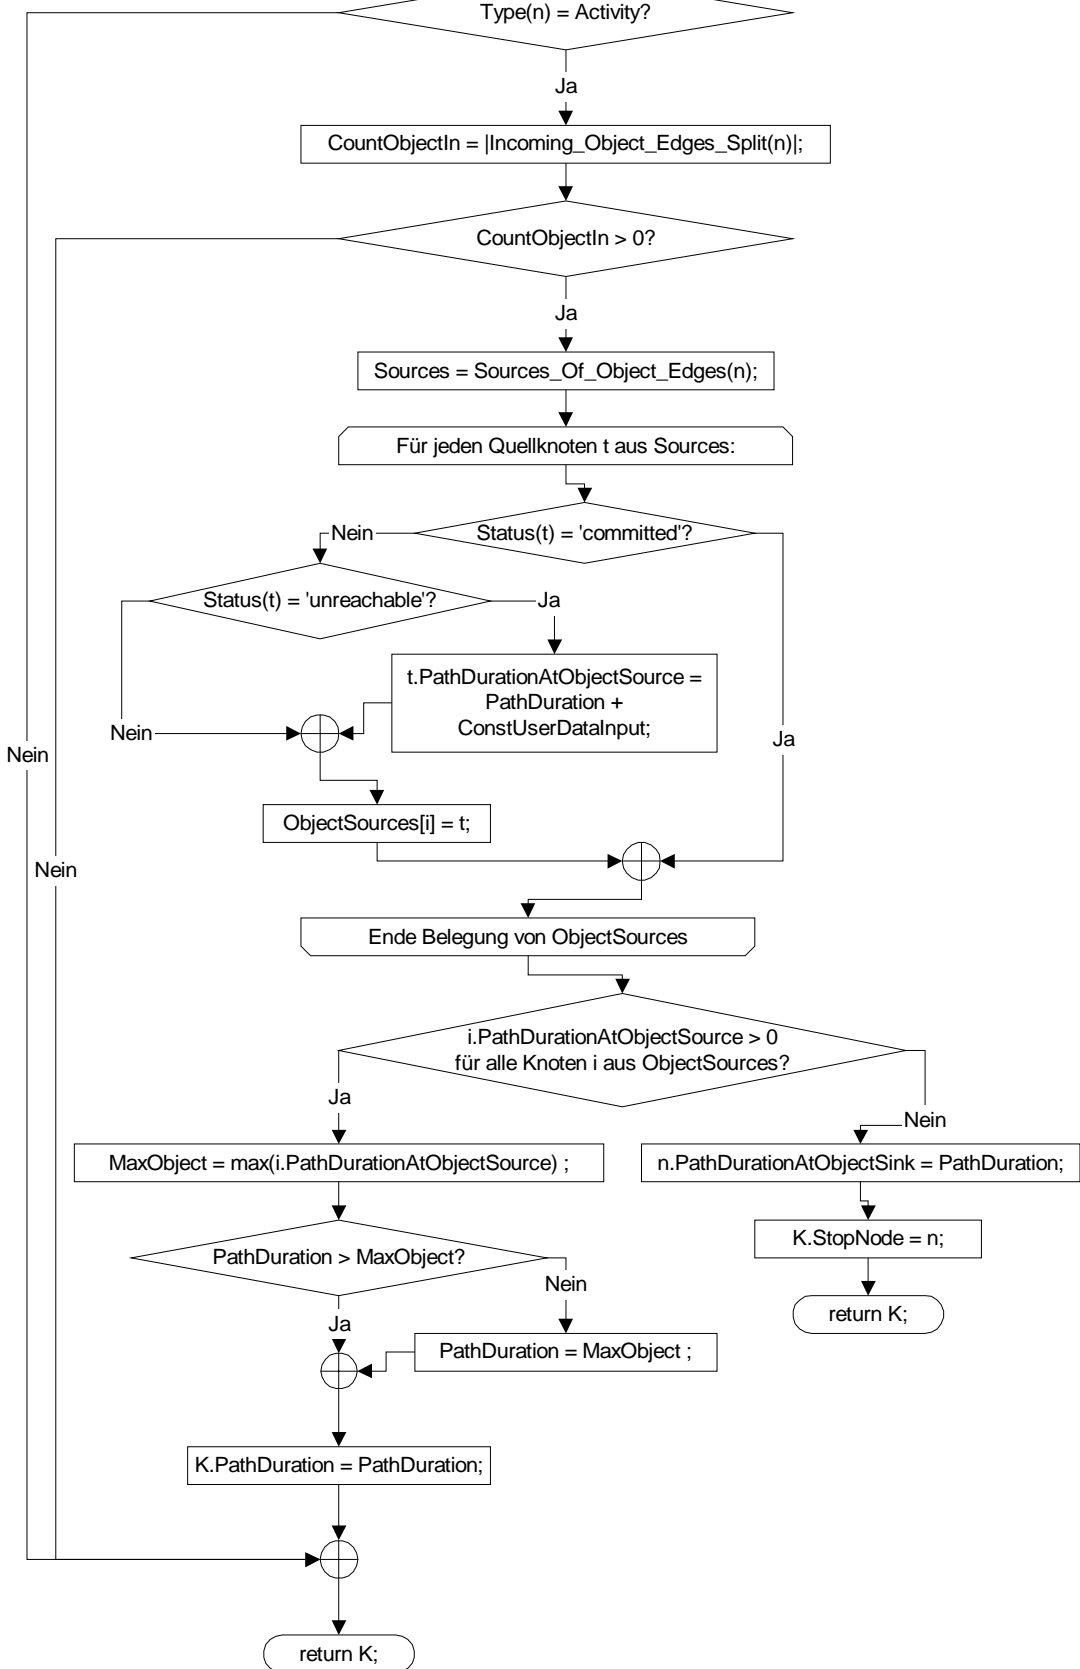 Type(n) = Activity?
Ja
CountObjectIn = |Incoming_Object_Edges_Split(n)|;
CountObjectIn > 0?
Ja
Sources = Sources_Of_Object_Edges(n);
Für jeden Quellknoten t aus Sources:
Status(t) = 'committed'?
Nein
Status(t) = 'unreachable'?
Ja
t.PathDurationAtObjectSource =
PathDuration +
ConstUserDataInput;
Nein
Ja
Nein
ObjectSources[i] = t;
Nein
Ende Belegung von ObjectSources
i.PathDurationAtObjectSource > 0
für alle Knoten i aus ObjectSources?
Ja
Nein
MaxObject = max(i.PathDurationAtObjectSource) ;
n.PathDurationAtObjectSink = PathDuration;
K.StopNode = n;
PathDuration > MaxObject?
Nein
return K;
Ja
PathDuration = MaxObject ;
K.PathDuration = PathDuration;
return K;